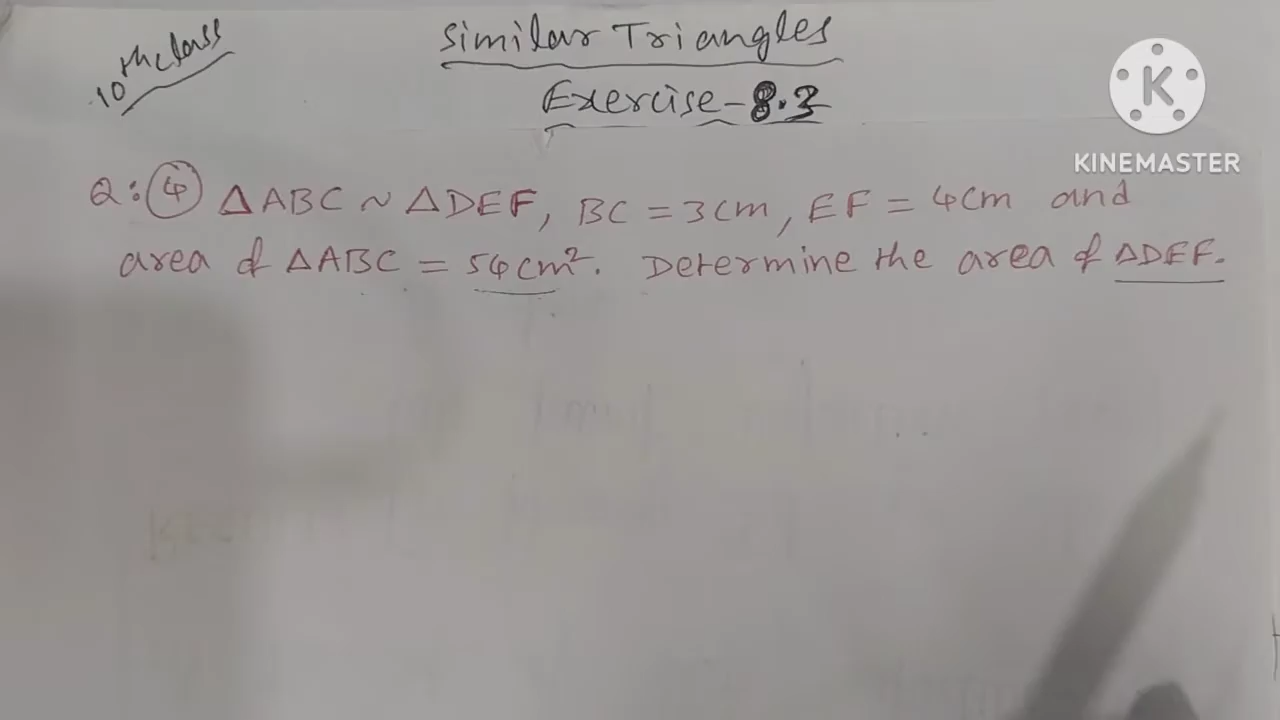 10th class
Similar Triangles
Exercise - 8.3
K
KINEMASTER
Q: 4 ΔABC ~ ΔDEF, BC = 3cm, EF = 4cm and
area of ΔABC = 54cm². Determine the area of ΔDEF.